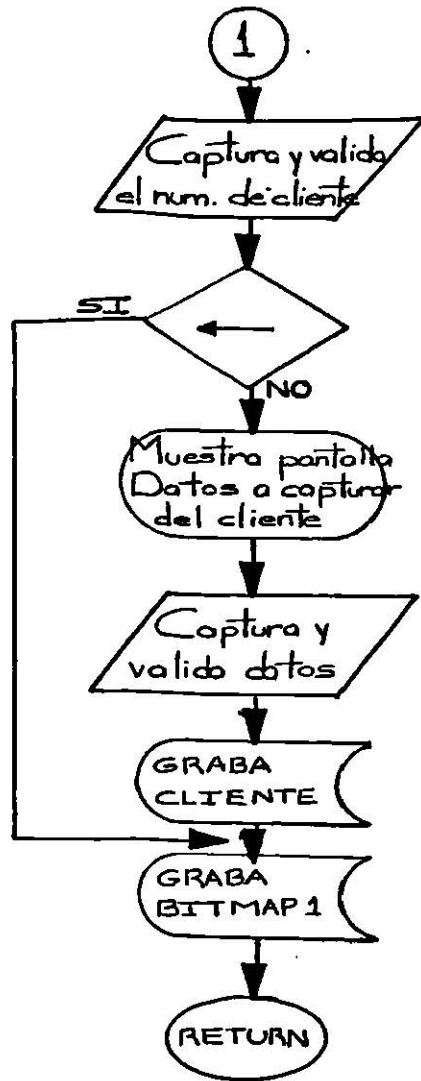 1
Captura y valida
el num. de cliente
SI
NO
Muestra pantalla
Datos a capturar
del cliente
Captura y
valida datos
GRABA
CLIENTE
GRABA
BITMAP 1
RETURN